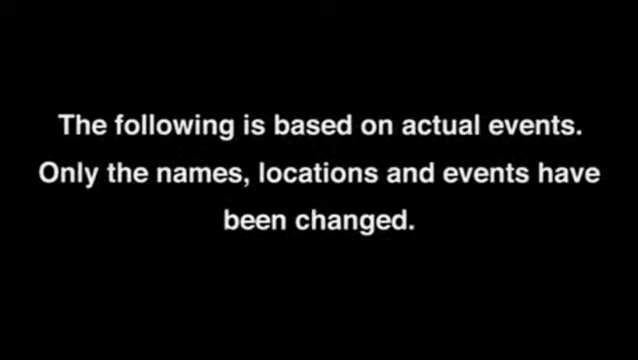 The following is based on actual events.
Only the names, locations and events have
been changed.